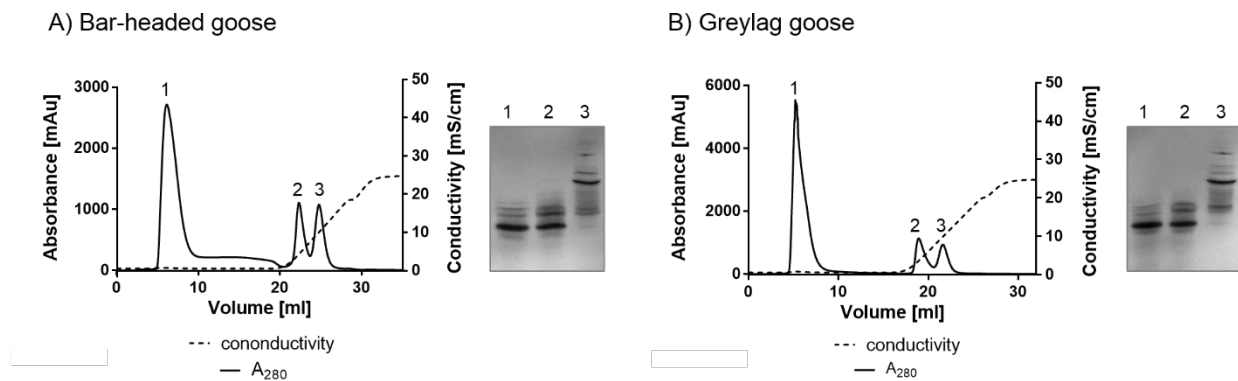 A) Bar-headed goose
Absorbance [mAu]
3000
2000
1000
0
1
2
3
50
40
30
20
10
0
Conductivity [mS/cm]
0
10
20
30
Volume [ml]
1 2 3
cononductivity
A280
B) Greylag goose
Absorbance [mAu]
6000
4000
2000
0
1
2
3
50
40
30
20
10
0
Conductivity [mS/cm]
0
10
20
30
Volume [ml]
1 2 3
conductivity
A280